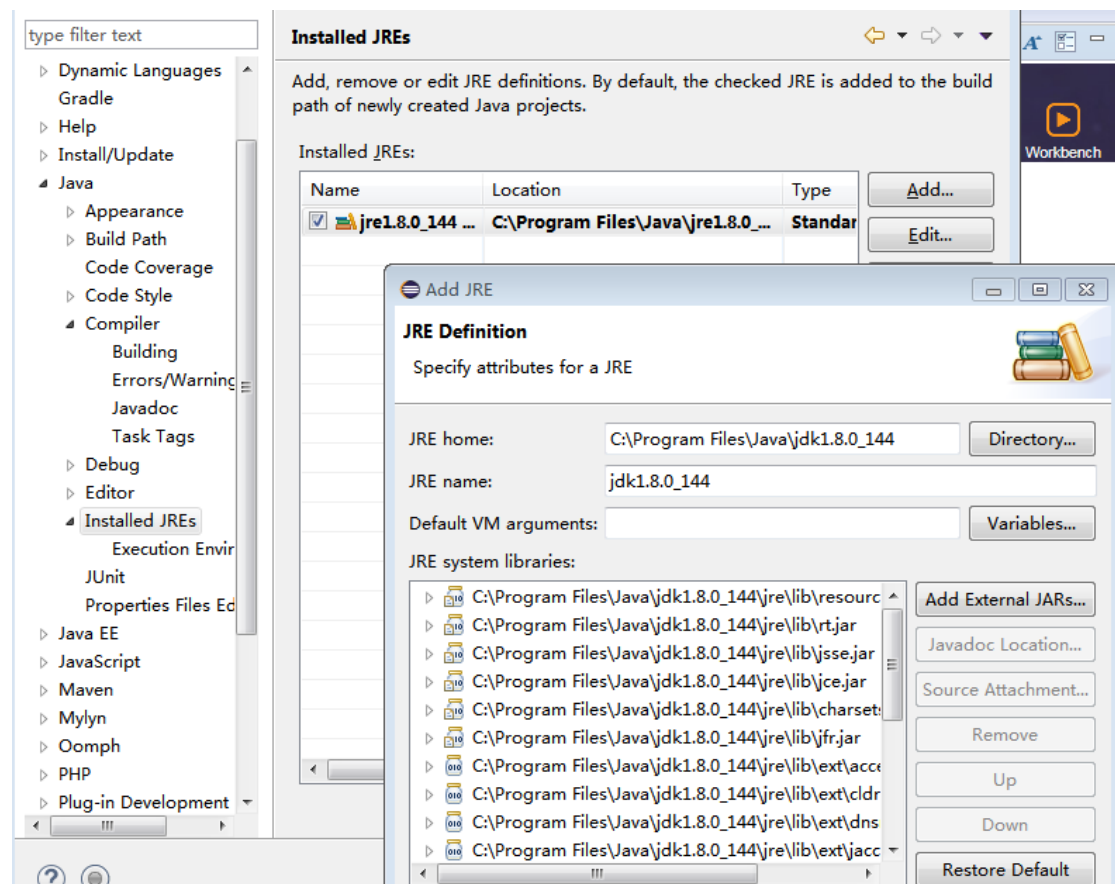 type filter text
Dynamic Languages
Gradle
Help
Install/Update
Java
Appearance
Build Path
Code Coverage
Code Style
Compiler
Building
Errors/Warning
Javadoc
Task Tags
Debug
Editor
Installed JREs
Execution Envir
JUnit
Properties Files Ed
Java EE
JavaScript
Maven
Mylyn
Oomph
PHP
Plug-in Development
Installed JREs
Add, remove or edit JRE definitions. By default, the checked JRE is added to the build
path of newly created Java projects.
Installed JREs:
Name Location Type
jre1.8.0_144 ... C:\Program Files\Java\jre1.8.0_... Standar
Add...
Edit...
Workbench
Add JRE
JRE Definition
Specify attributes for a JRE
JRE home: C:\Program Files\Java\jdk1.8.0_144 Directory...
JRE name: jdk1.8.0_144
Default VM arguments: Variables...
JRE system libraries:
C:\Program Files\Java\jdk1.8.0_144\jre\lib\resourc
C:\Program Files\Java\jdk1.8.0_144\jre\lib\rt.jar
C:\Program Files\Java\jdk1.8.0_144\jre\lib\jsse.jar
C:\Program Files\Java\jdk1.8.0_144\jre\lib\jce.jar
C:\Program Files\Java\jdk1.8.0_144\jre\lib\charset
C:\Program Files\Java\jdk1.8.0_144\jre\lib\jfr.jar
C:\Program Files\Java\jdk1.8.0_144\jre\lib\ext\acce
C:\Program Files\Java\jdk1.8.0_144\jre\lib\ext\cldr
C:\Program Files\Java\jdk1.8.0_144\jre\lib\ext\dns
C:\Program Files\Java\jdk1.8.0_144\jre\lib\ext\jacc
Add External JARs...
Javadoc Location...
Source Attachment...
Remove
Up
Down
Restore Default